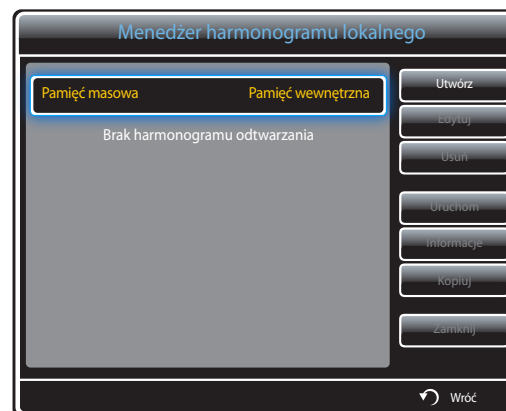 Menedżer harmonogramu lokalnego
Pamięć masowa Pamięć wewnętrzna
Brak harmonogramu odtwarzania
Utwórz
Edytuj
Usuń
Uruchom
Informacje
Kopiuj
Zamknij
Wróć